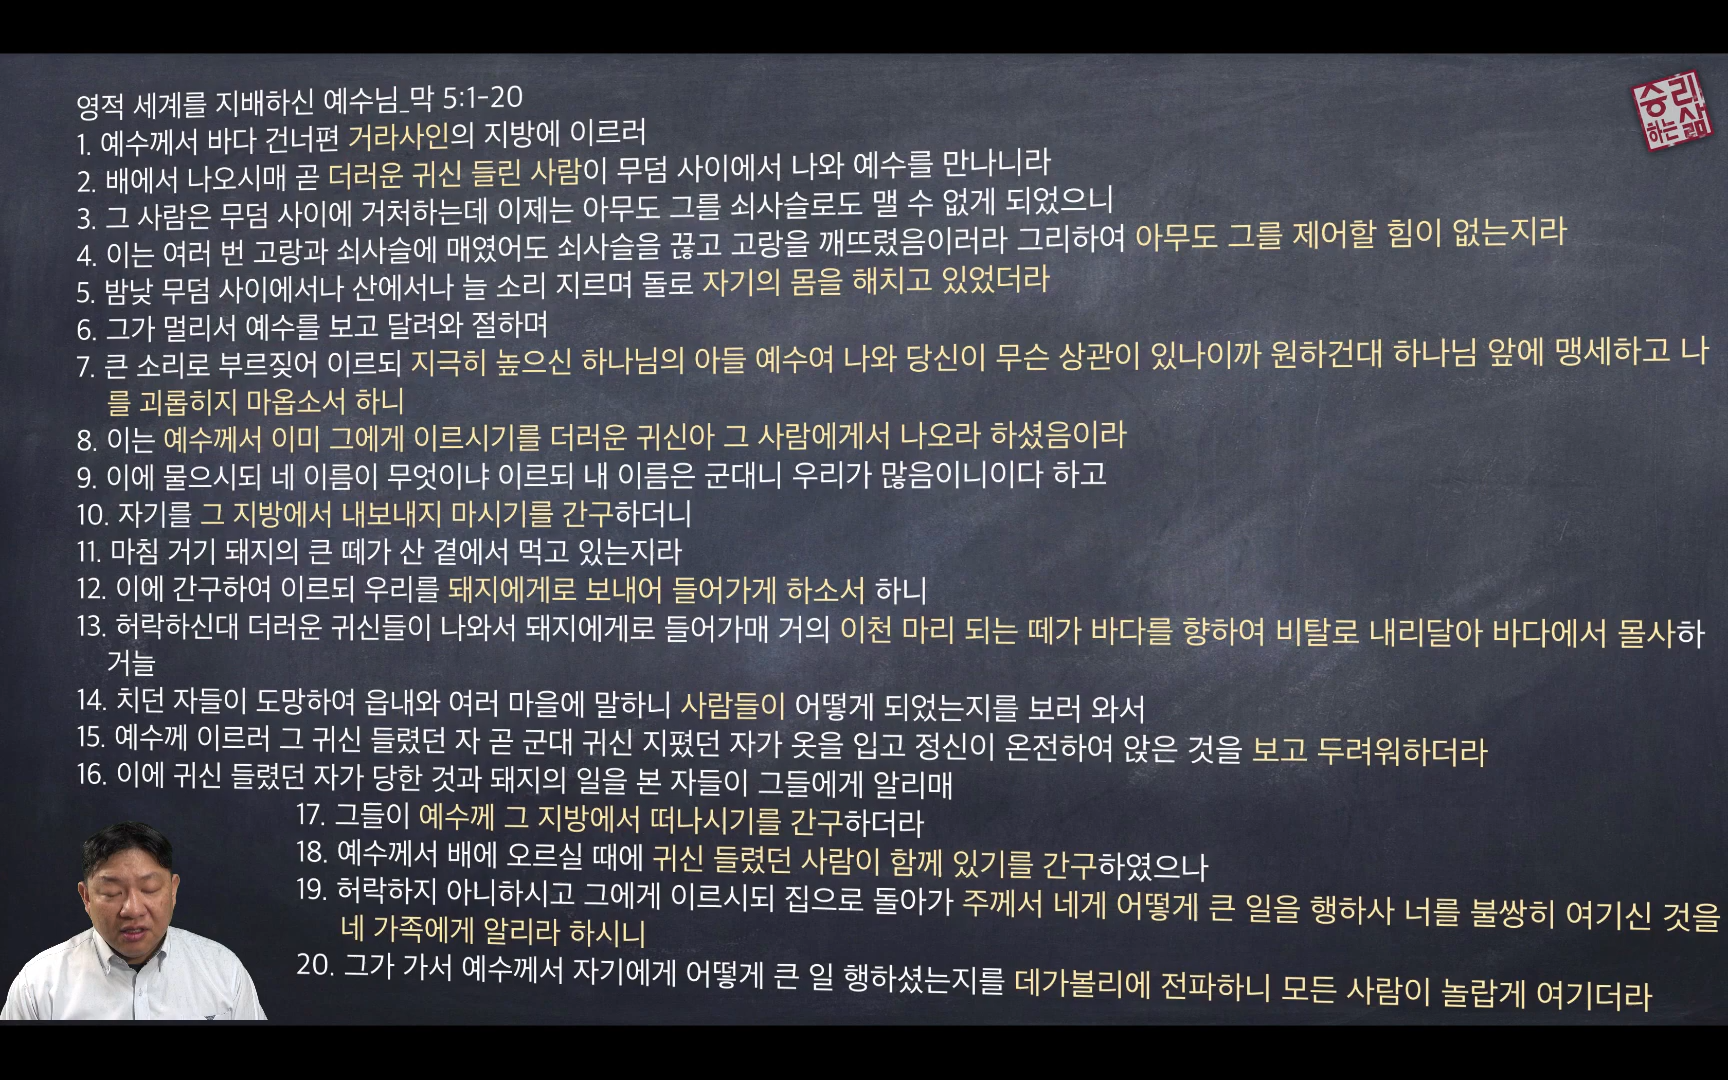 영적 세계를 지배하신 예수님_막 5:1-20
1. 예수께서 바다 건너편 거라사인의 지방에 이르러
2. 배에서 나오시매 곧 더러운 귀신 들린 사람이 무덤 사이에서 나와 예수를 만나니라
3. 그 사람은 무덤 사이에 거처하는데 이제는 아무도 그를 쇠사슬로도 맬 수 없게 되었으니
4. 이는 여러 번 고랑과 쇠사슬에 매였어도 쇠사슬을 끊고 고랑을 깨뜨렸음이러라 그리하여 아무도 그를 제어할 힘이 없는지라
5. 밤낮 무덤 사이에서나 산에서나 늘 소리 지르며 돌로 자기의 몸을 해치고 있었더라
6. 그가 멀리서 예수를 보고 달려와 절하며
7. 큰 소리로 부르짖어 이르되 지극히 높으신 하나님의 아들 예수여 나와 당신이 무슨 상관이 있나이까 원하건대 하나님 앞에 맹세하고 나
를 괴롭히지 마옵소서 하니
8. 이는 예수께서 이미 그에게 이르시기를 더러운 귀신아 그 사람에게서 나오라 하셨음이라
9. 이에 물으시되 네 이름이 무엇이냐 이르되 내 이름은 군대니 우리가 많음이니이다 하고
10. 자기를 그 지방에서 내보내지 마시기를 간구하더니
11. 마침 거기 돼지의 큰 떼가 산 곁에서 먹고 있는지라
12. 이에 간구하여 이르되 우리를 돼지에게로 보내어 들어가게 하소서 하니
13. 허락하신대 더러운 귀신들이 나와서 돼지에게로 들어가매 거의 이천 마리 되는 떼가 바다를 향하여 비탈로 내리달아 바다에서 몰사하
거늘
14. 치던 자들이 도망하여 읍내와 여러 마을에 말하니 사람들이 어떻게 되었는지를 보러 와서
15. 예수께 이르러 그 귀신 들렸던 자 곧 군대 귀신 지폈던 자가 옷을 입고 정신이 온전하여 앉은 것을 보고 두려워하더라
16. 이에 귀신 들렸던 자가 당한 것과 돼지의 일을 본 자들이 그들에게 알리매
17. 그들이 예수께 그 지방에서 떠나시기를 간구하더라
18. 예수께서 배에 오르실 때에 귀신 들렸던 사람이 함께 있기를 간구하였으나
19. 허락하지 아니하시고 그에게 이르시되 집으로 돌아가 주께서 네게 어떻게 큰 일을 행하사 너를 불쌍히 여기신 것을
네 가족에게 알리라 하시니
20. 그가 가서 예수께서 자기에게 어떻게 큰 일 행하셨는지를 데가볼리에 전파하니 모든 사람이 놀랍게 여기더라
승리
하는
삶